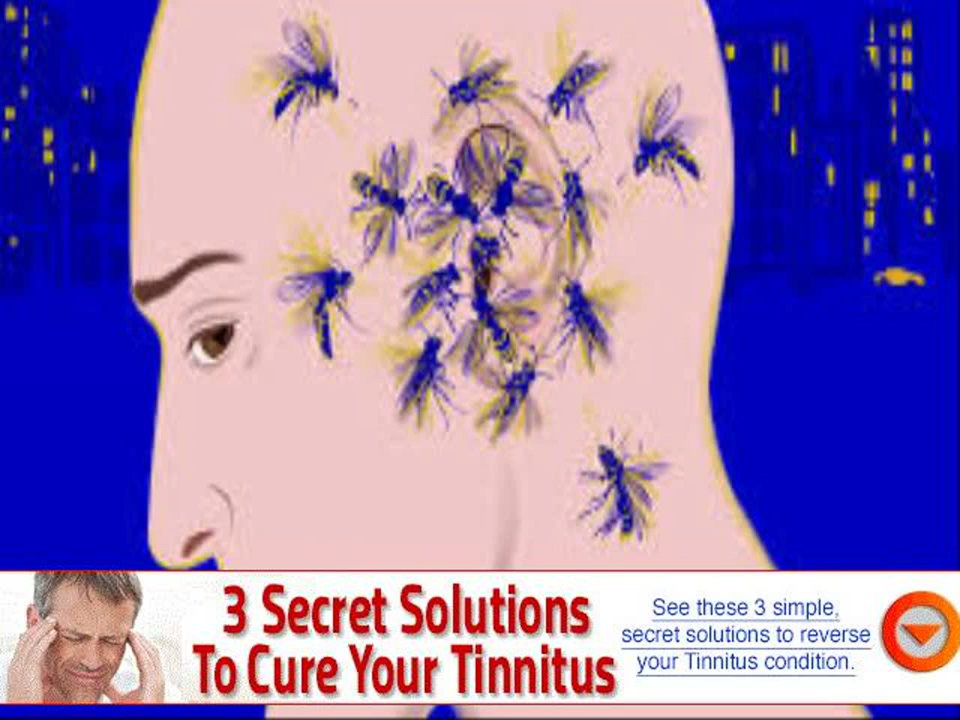 3 Secret Solutions
To Cure Your Tinnitus
See these 3 simple,
secret solutions to reverse
your Tinnitus condition.